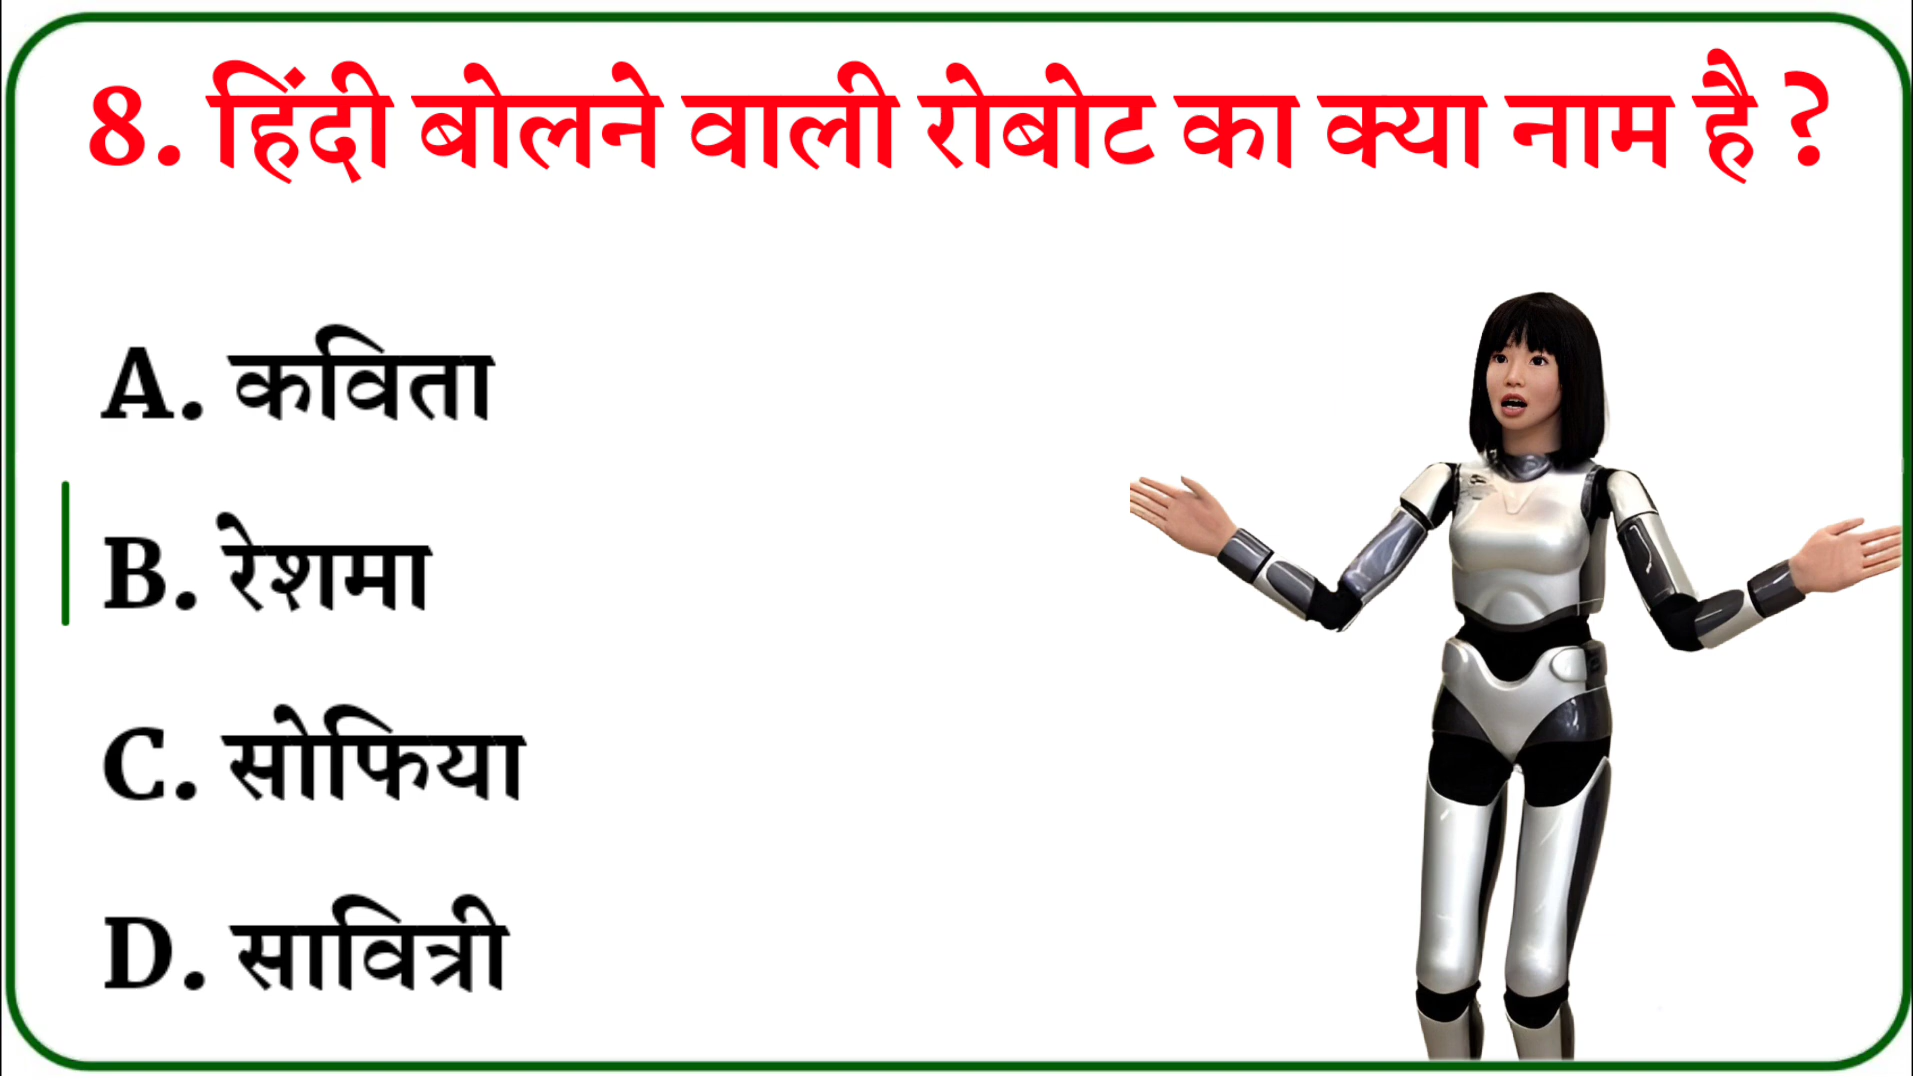 8. हिंदी बोलने वाली रोबोट का क्या नाम है ?
A. कविता
B. रेशमा
C. सोफिया
D. सावित्री